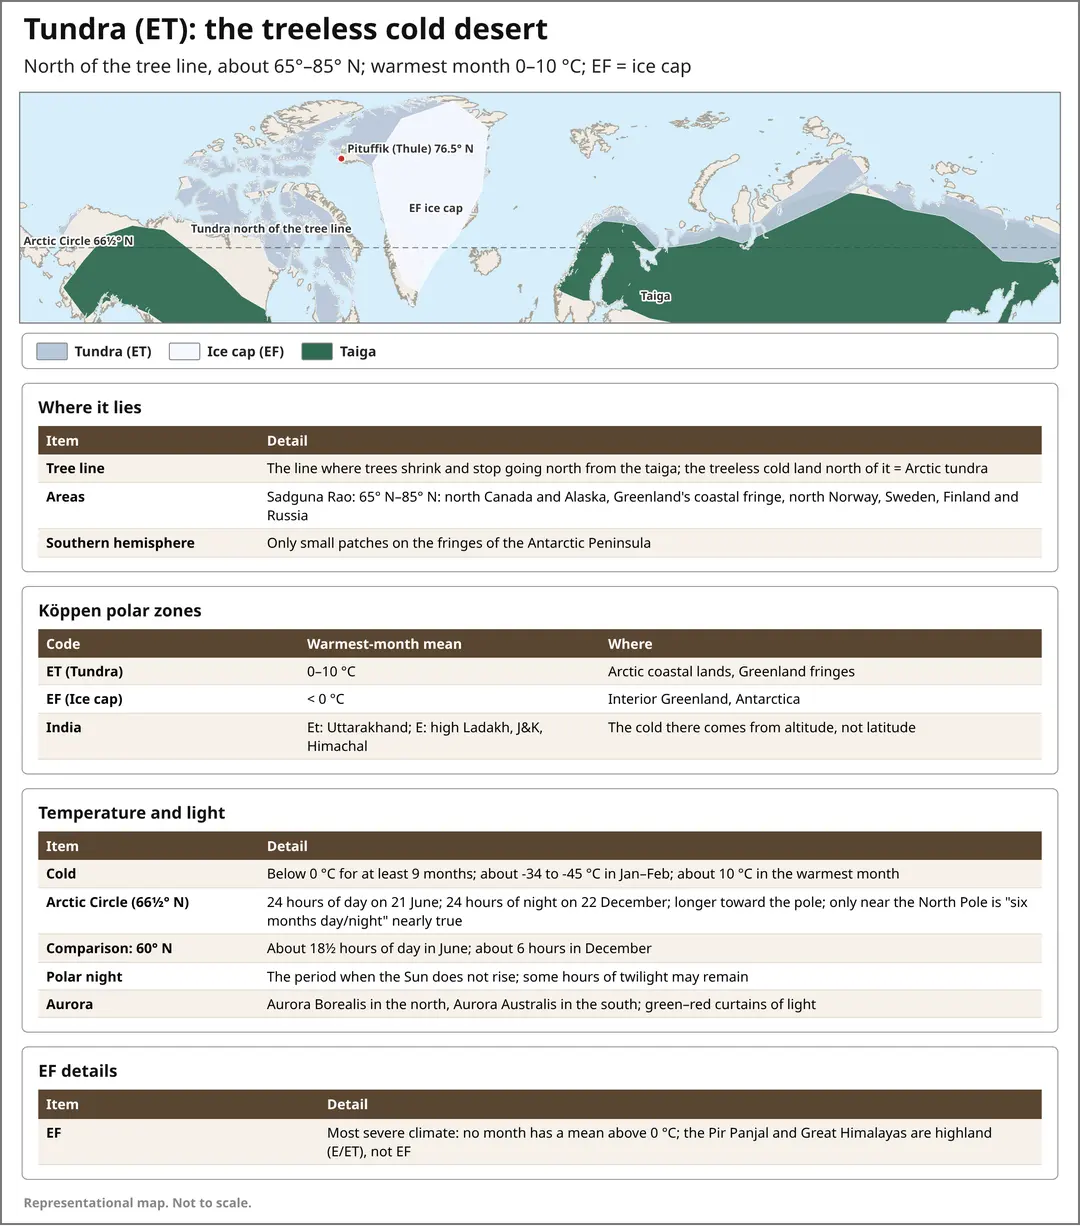 Tundra (ET): the treeless cold desert
North of the tree line, about 65°–85° N; warmest month 0–10 °C; EF = ice cap
Pituffik (Thule) 76.5° N
EF ice cap
Tundra north of the tree line
Arctic Circle 66½° N
Taiga
Tundra (ET)
Ice cap (EF)
Taiga
Where it lies
Item Detail
Tree line The line where trees shrink and stop going north from the taiga; the treeless cold land north of it = Arctic tundra
Areas Sadguna Rao: 65° N–85° N: north Canada and Alaska, Greenland's coastal fringe, north Norway, Sweden, Finland and
Russia
Southern hemisphere Only small patches on the fringes of the Antarctic Peninsula
Köppen polar zones
Code Warmest-month mean Where
ET (Tundra) 0–10 °C Arctic coastal lands, Greenland fringes
EF (Ice cap) < 0 °C Interior Greenland, Antarctica
India Et: Uttarakhand; E: high Ladakh, J&K, The cold there comes from altitude, not latitude
Himachal
Temperature and light
Item Detail
Cold Below 0 °C for at least 9 months; about -34 to -45 °C in Jan–Feb; about 10 °C in the warmest month
Arctic Circle (66½° N) 24 hours of day on 21 June; 24 hours of night on 22 December; longer toward the pole; only near the North Pole is "six
months day/night" nearly true
Comparison: 60° N About 18½ hours of day in June; about 6 hours in December
Polar night The period when the Sun does not rise; some hours of twilight may remain
Aurora Aurora Borealis in the north, Aurora Australis in the south; green–red curtains of light
EF details
Item Detail
EF Most severe climate: no month has a mean above 0 °C; the Pir Panjal and Great Himalayas are highland
(E/ET), not EF
Representational map. Not to scale.